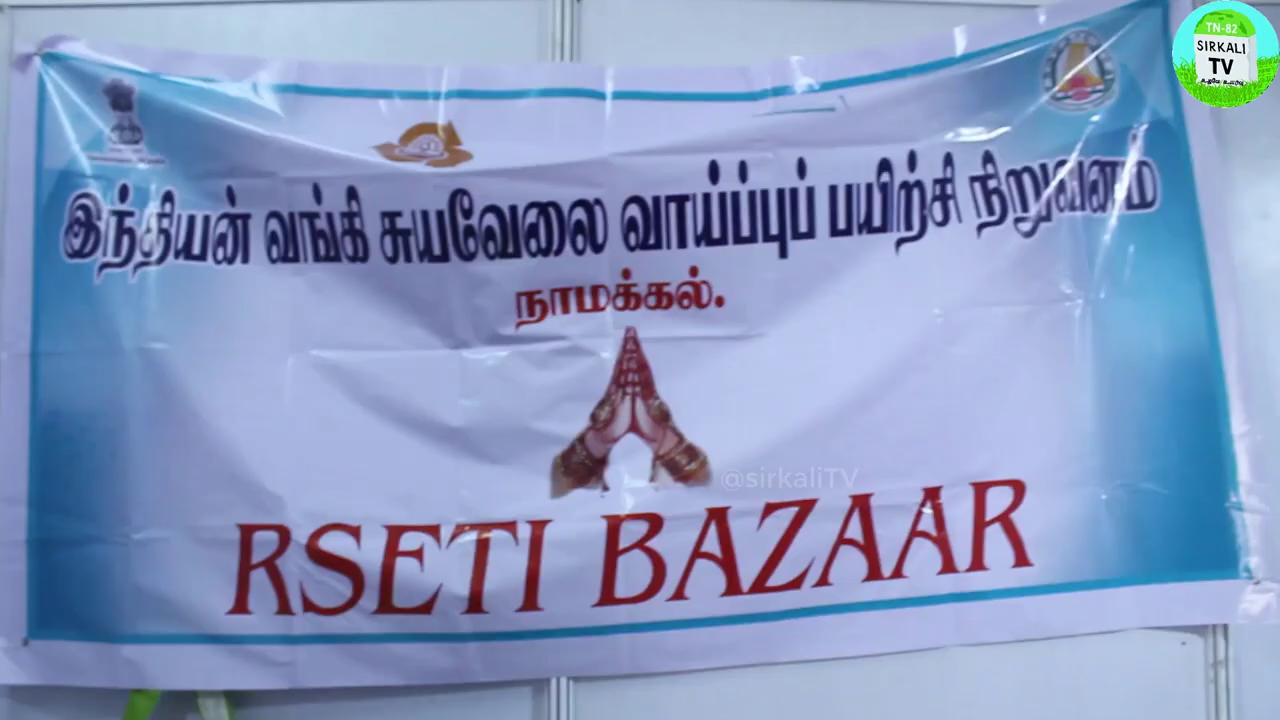 TN-82
SIRKALI
TV
இந்தியன் வங்கி சுயவேலை வாய்ப்புப் பயிற்சி நிறுவனம்
நாமக்கல்.
@sirkaliTV
RSETI BAZAAR